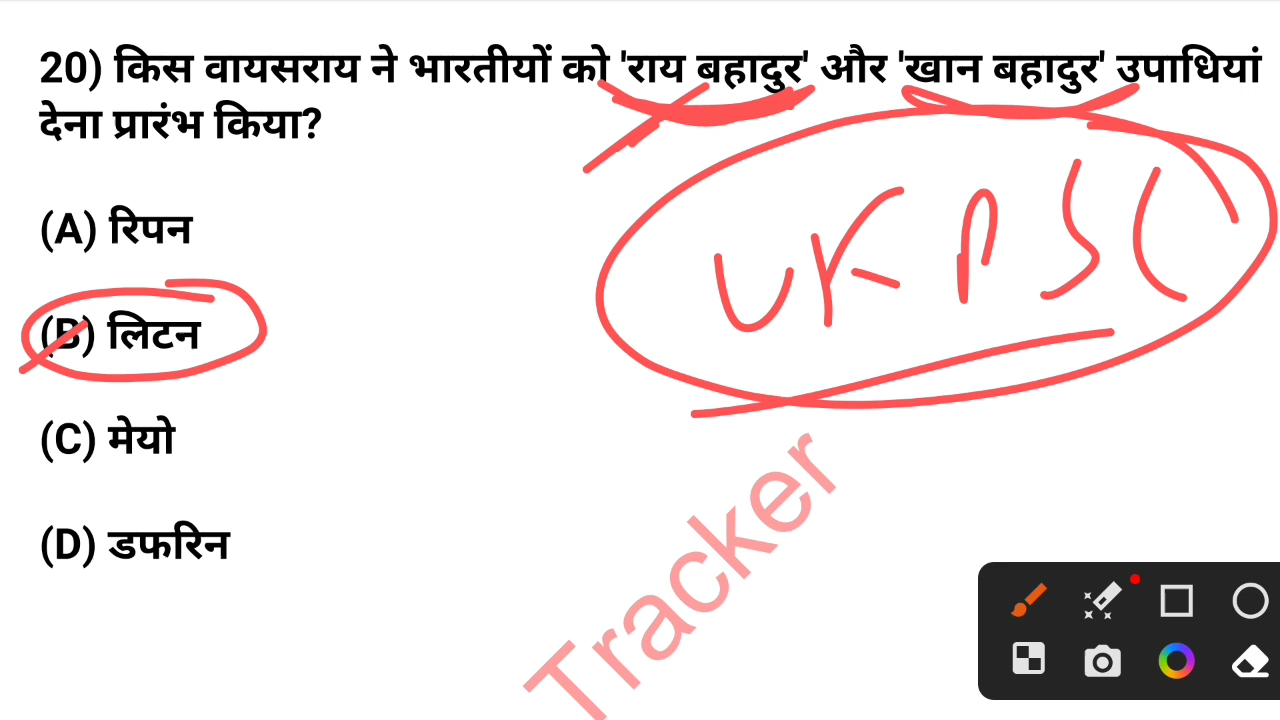 20) किस वायसराय ने भारतीयों को 'राय बहादुर' और 'खान बहादुर' उपाधियां
देना प्रारंभ किया?
UKPSC
(A) रिपन
(B) लिटन
(C) मेयो
(D) डफरिन
Tracker